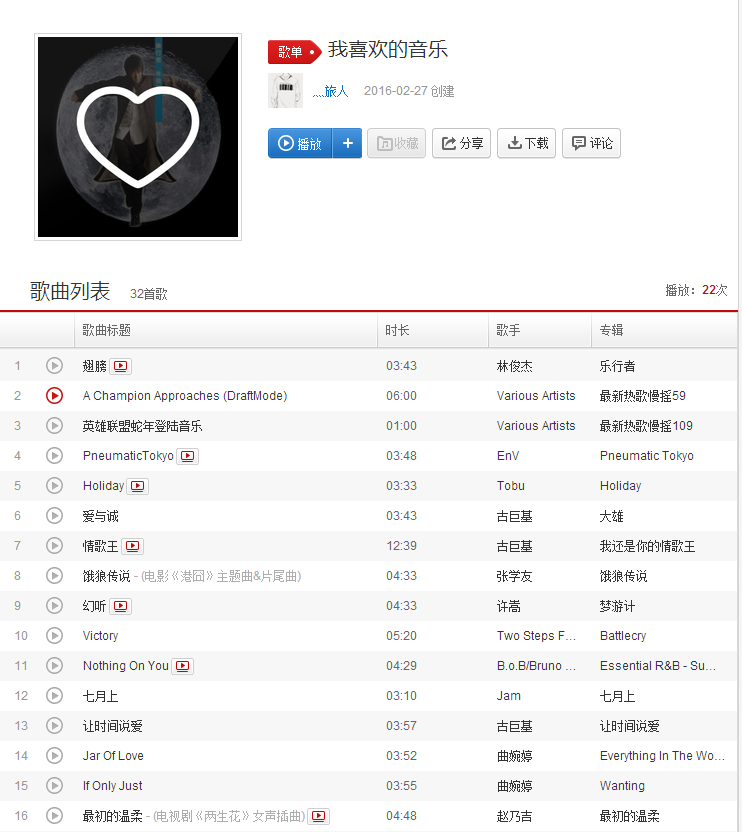 歌单 我喜欢的音乐
灬旅人 2016-02-27 创建
播放 + 收藏 分享 下载 评论
歌曲列表 32首歌 播放：22次
歌曲标题 时长 歌手 专辑
1 翅膀 03:43 林俊杰 乐行者
2 A Champion Approaches (DraftMode) 06:00 Various Artists 最新热歌慢摇59
3 英雄联盟蛇年登陆音乐 01:00 Various Artists 最新热歌慢摇109
4 PneumaticTokyo 03:48 EnV Pneumatic Tokyo
5 Holiday 03:33 Tobu Holiday
6 爱与诚 03:43 古巨基 大雄
7 情歌王 12:39 古巨基 我还是你的情歌王
8 饿狼传说 - (电影《港囧》主题曲&片尾曲) 04:33 张学友 饿狼传说
9 幻听 04:33 许嵩 梦游计
10 Victory 05:20 Two Steps F... Battlecry
11 Nothing On You 04:29 B.o.B/Bruno ... Essential R&B - Su...
12 七月上 03:10 Jam 七月上
13 让时间说爱 03:57 古巨基 让时间说爱
14 Jar Of Love 03:52 曲婉婷 Everything In The Wo...
15 If Only Just 03:55 曲婉婷 Wanting
16 最初的温柔 - (电视剧《两生花》女声插曲) 04:48 赵乃吉 最初的温柔